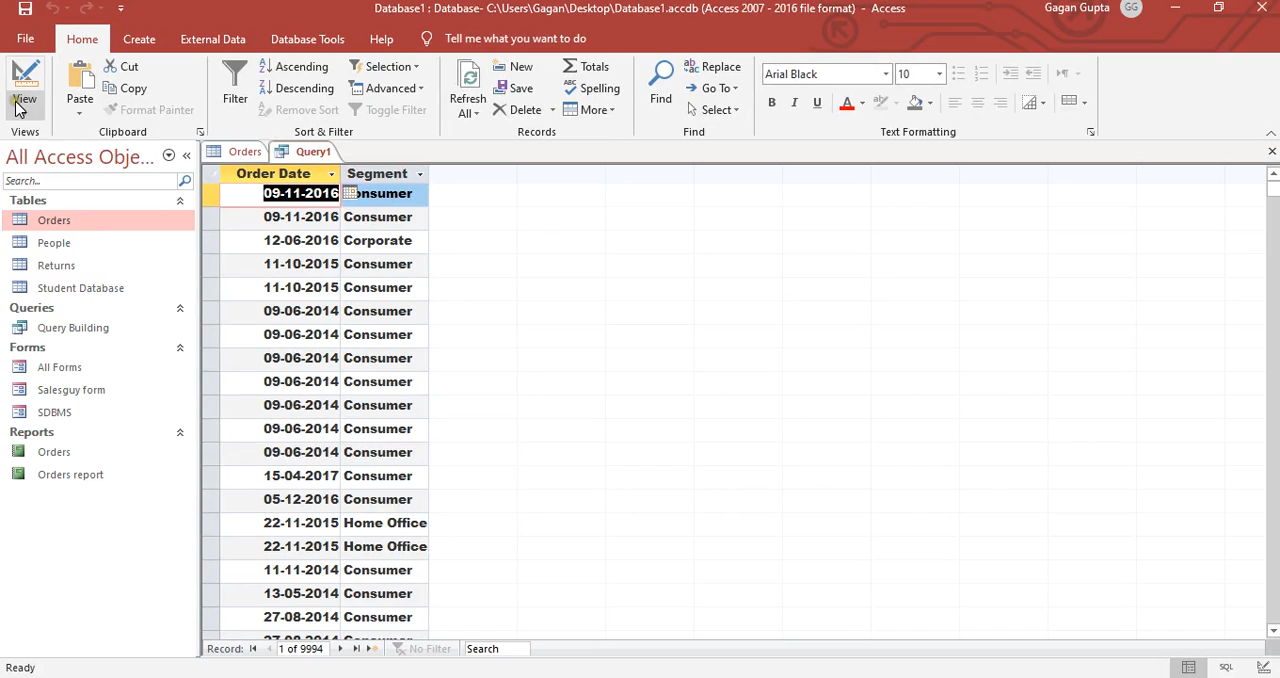 Database1 : Database- C:\Users\Gagan\Desktop\Database1.accdb (Access 2007 - 2016 file format) - Access
Gagan Gupta GG
File Home Create External Data Database Tools Help Tell me what you want to do
View
Views
Paste
Cut
Copy
Format Painter
Clipboard
Filter
Ascending
Descending
Remove Sort
Selection
Advanced
Toggle Filter
Sort & Filter
Refresh
All
New
Save
Delete
Totals
Spelling
More
Records
Find
Replace
Go To
Select
Find
Arial Black 10
B I U A
Text Formatting
All Access Obje...
Search...
Tables
Orders
People
Returns
Student Database
Queries
Query Building
Forms
All Forms
Salesguy form
SDBMS
Reports
Orders
Orders report
Orders Query1
Order Date Segment
09-11-2016 Consumer
09-11-2016 Consumer
12-06-2016 Corporate
11-10-2015 Consumer
11-10-2015 Consumer
09-06-2014 Consumer
09-06-2014 Consumer
09-06-2014 Consumer
09-06-2014 Consumer
09-06-2014 Consumer
09-06-2014 Consumer
09-06-2014 Consumer
15-04-2017 Consumer
05-12-2016 Consumer
22-11-2015 Home Office
22-11-2015 Home Office
11-11-2014 Consumer
13-05-2014 Consumer
27-08-2014 Consumer
27-08-2014 Consumer
Record: 1 of 9994 No Filter Search
Ready
SQL